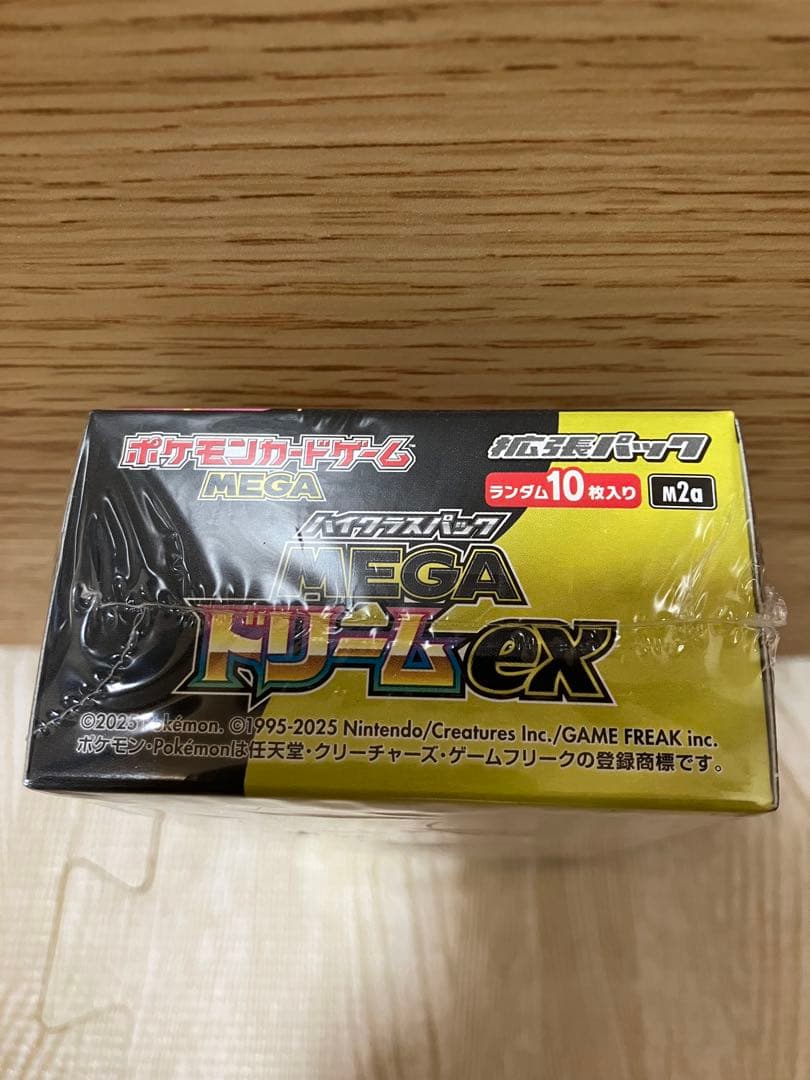 ポケモンカードゲーム
MEGA
拡張パック
ランダム10枚入り M2a
ハイクラスパック
MEGA
ドリームex
©2025 Pokémon. ©1995-2025 Nintendo/Creatures Inc./GAME FREAK inc.
ポケモン・Pokémonは任天堂・クリーチャーズ・ゲームフリークの登録商標です。